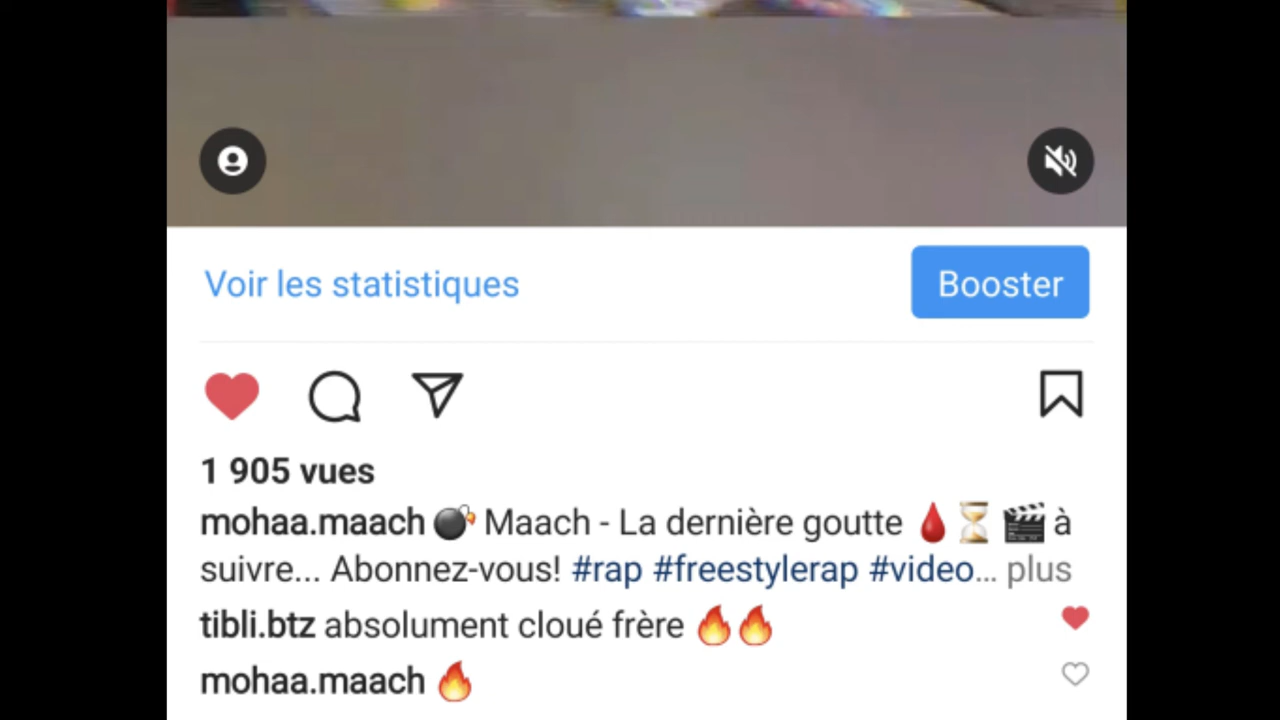 Voir les statistiques
Booster
1 905 vues
mohaa.maach 💣 Maach - La dernière goutte 🩸⏳🎬 à
suivre... Abonnez-vous! #rap #freestylerap #video... plus
tibli.btz absolument cloué frère 🔥🔥
mohaa.maach 🔥